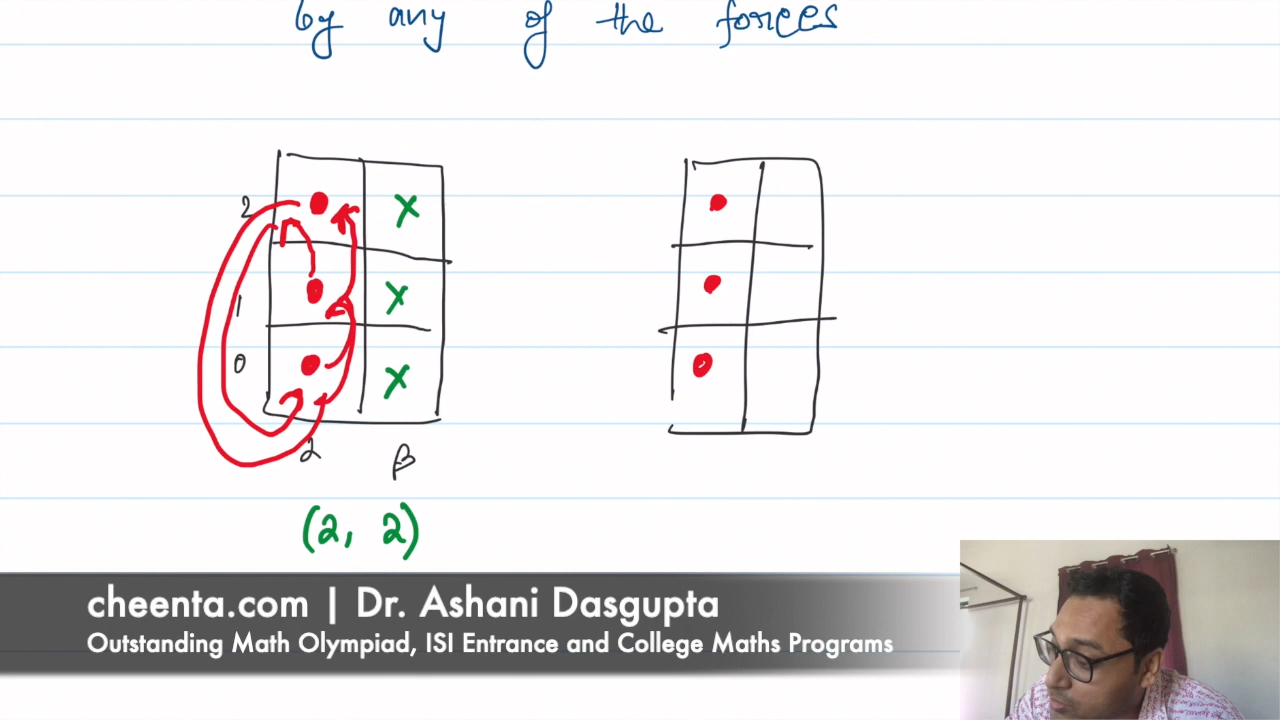 by any of the forces
2
X
1
X
0
X
2 β
(2, 2)
cheenta.com | Dr. Ashani Dasgupta
Outstanding Math Olympiad, ISI Entrance and College Maths Programs